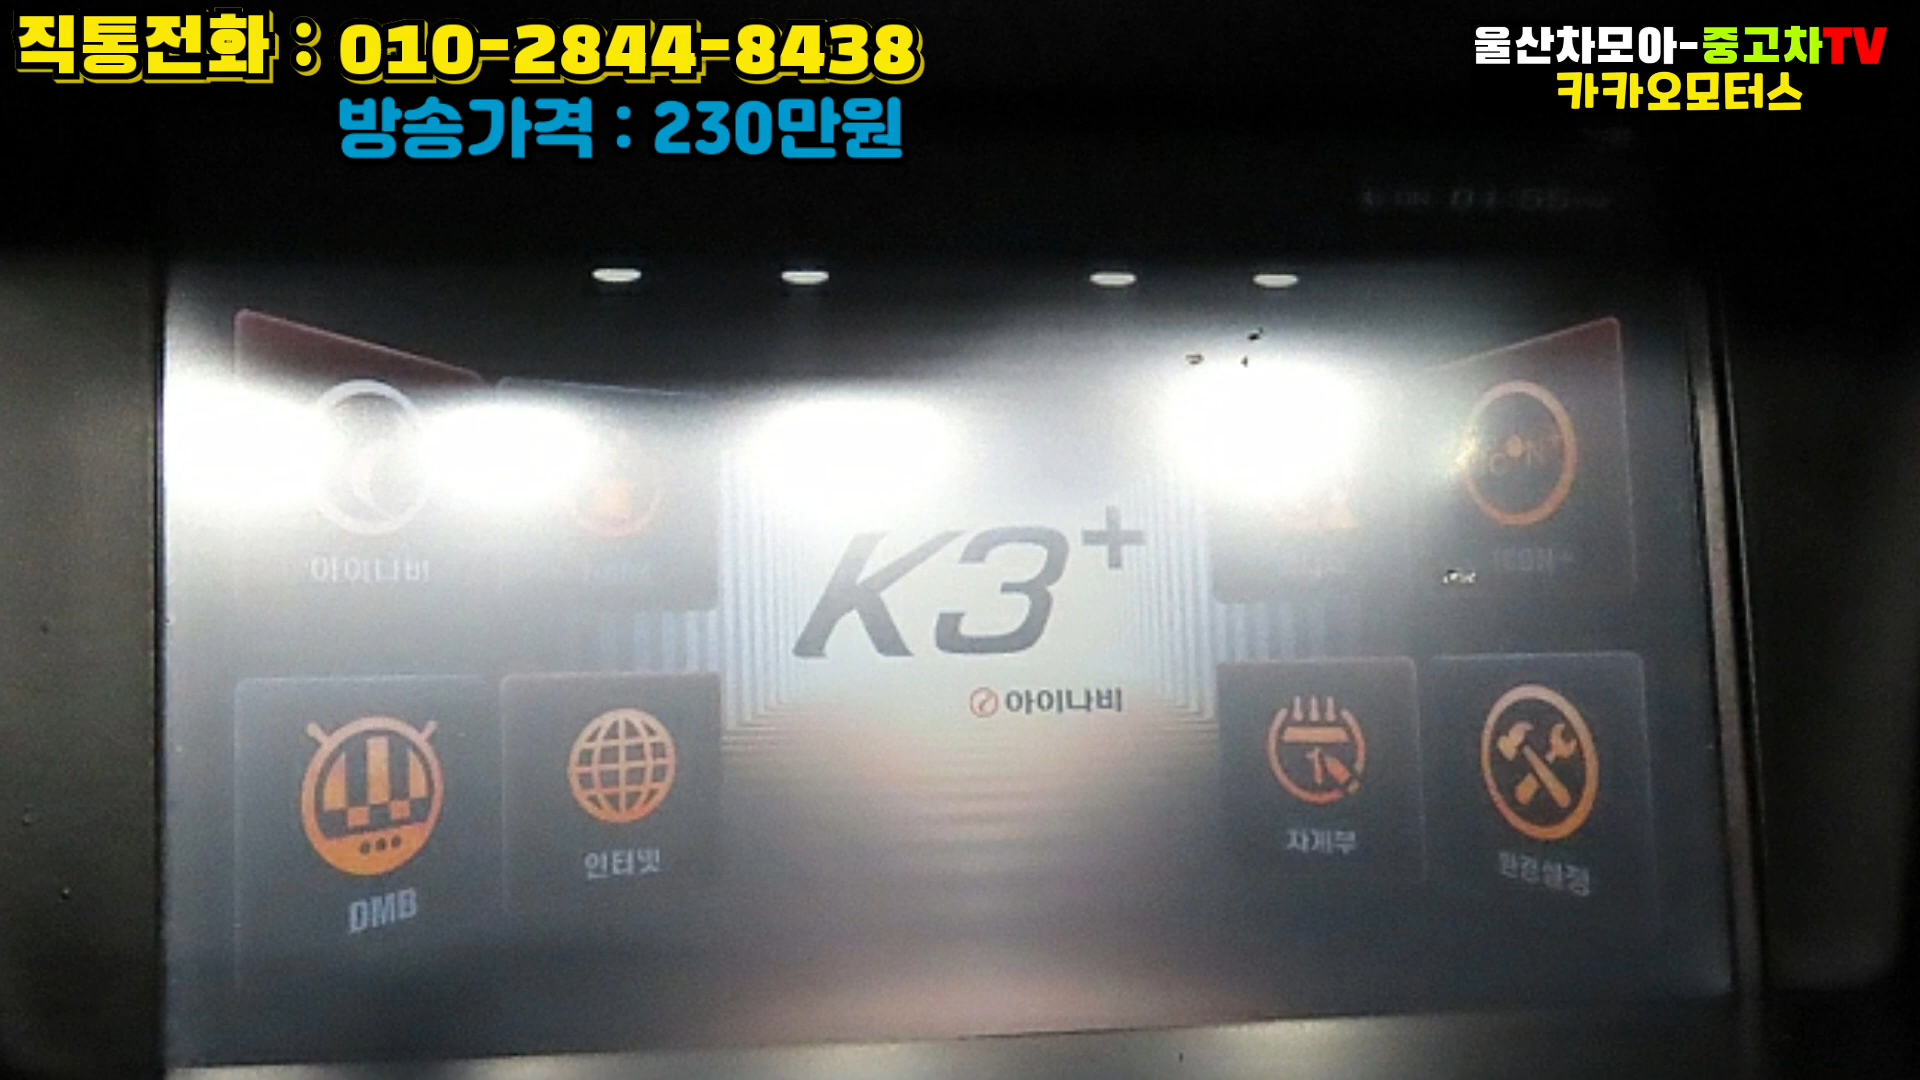 직통전화 : 010-2844-8438
울산차모아-중고차TV
방송가격 : 230만원
카카오모터스
K3+
아이나비
아이나비
DMB
인터넷
차계부
환경설정